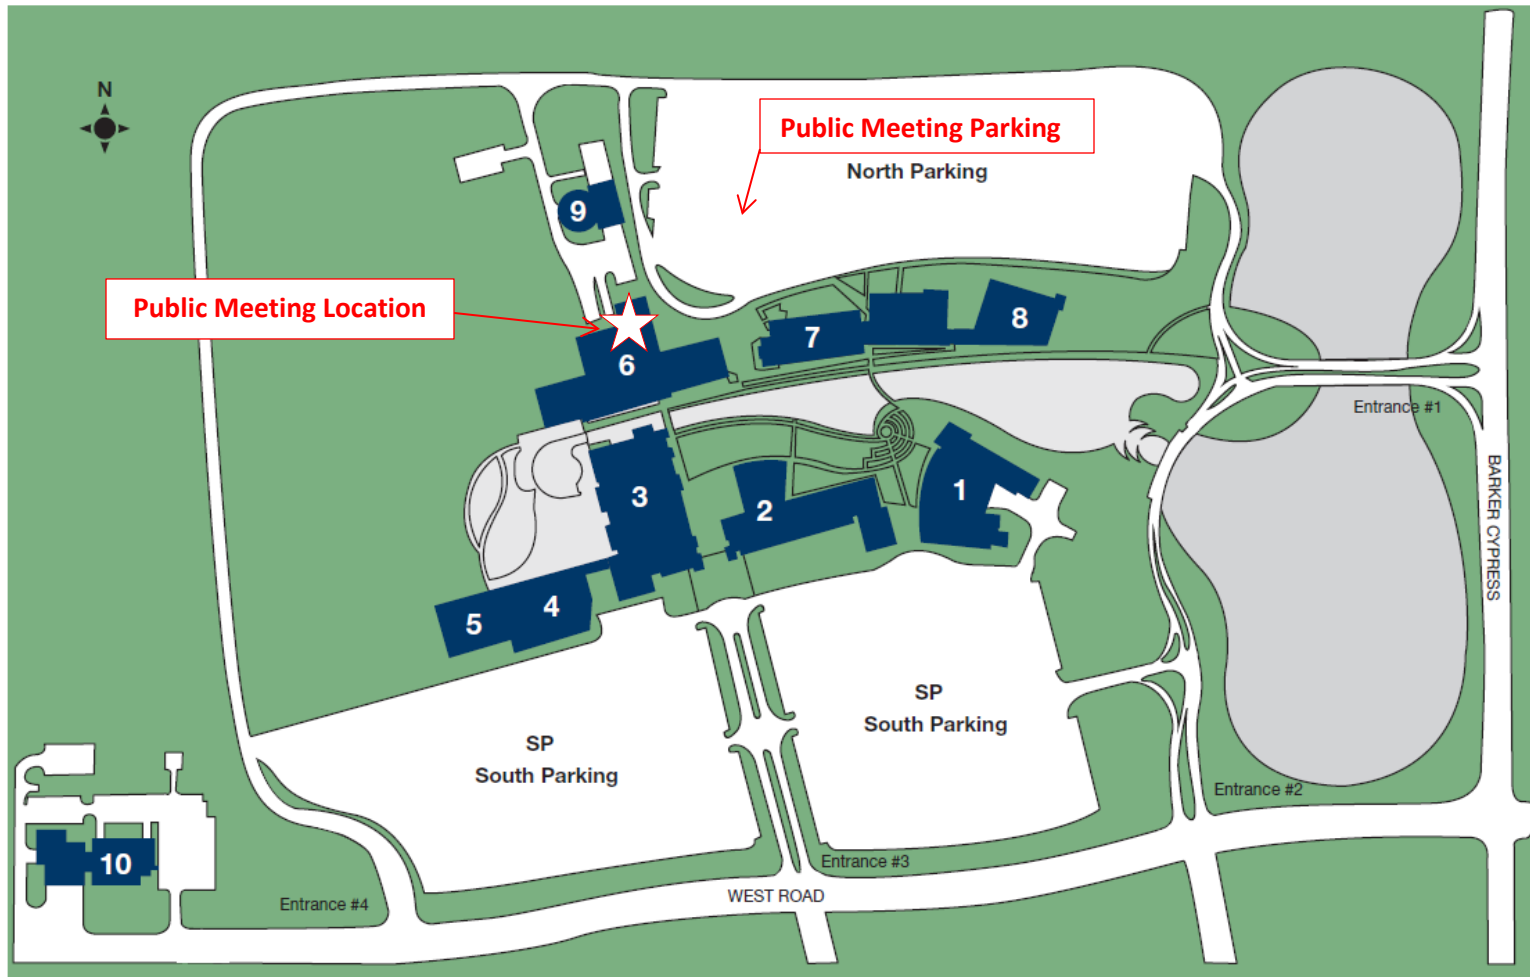 N
Public Meeting Parking
North Parking
9
Public Meeting Location
8
7
6
Entrance #1
BARKER CYPRESS
3
1
2
4
5
SP
South Parking
SP
South Parking
Entrance #2
10
Entrance #3
WEST ROAD
Entrance #4